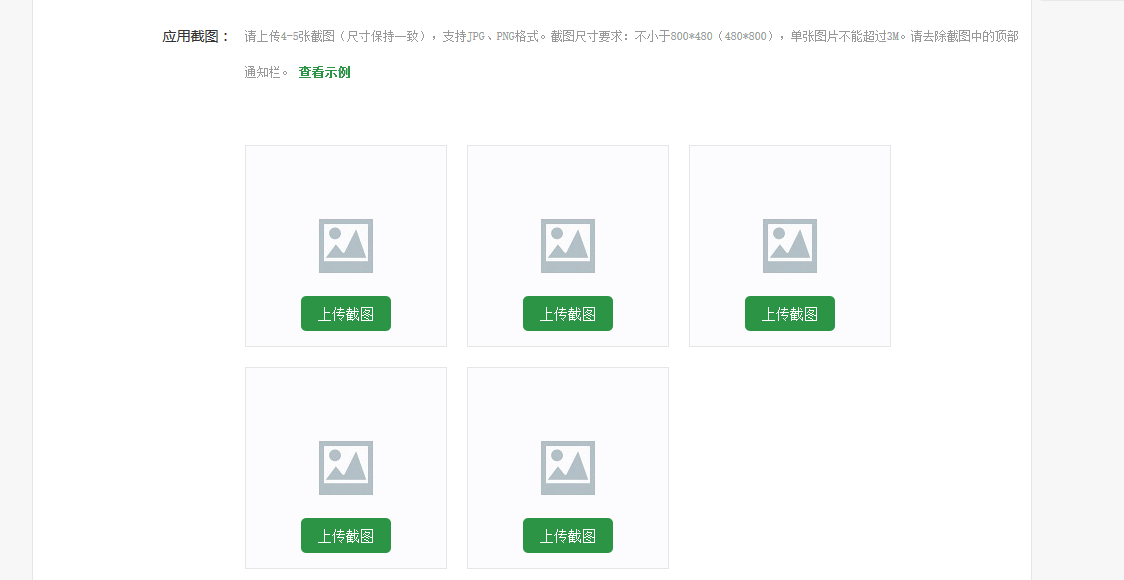 应用截图： 请上传4-5张截图（尺寸保持一致），支持JPG、PNG格式。截图尺寸要求：不小于800*480（480*800），单张图片不能超过3M。请去除截图中的顶部
通知栏。 查看示例
上传截图 上传截图 上传截图
上传截图 上传截图